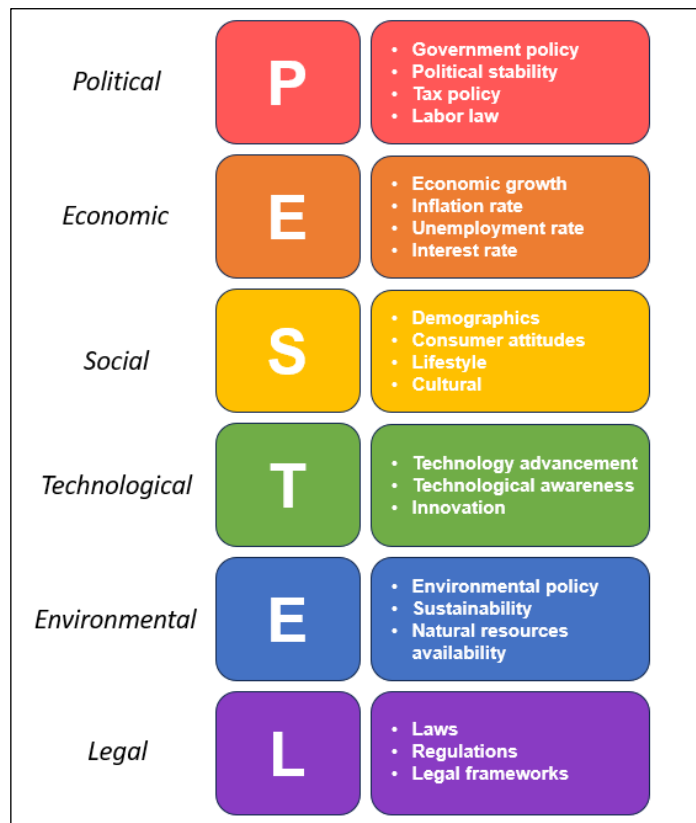 Political
P
• Government policy
• Political stability
• Tax policy
• Labor law
Economic
E
• Economic growth
• Inflation rate
• Unemployment rate
• Interest rate
Social
S
• Demographics
• Consumer attitudes
• Lifestyle
• Cultural
Technological
T
• Technology advancement
• Technological awareness
• Innovation
Environmental
E
• Environmental policy
• Sustainability
• Natural resources
availability
Legal
L
• Laws
• Regulations
• Legal frameworks